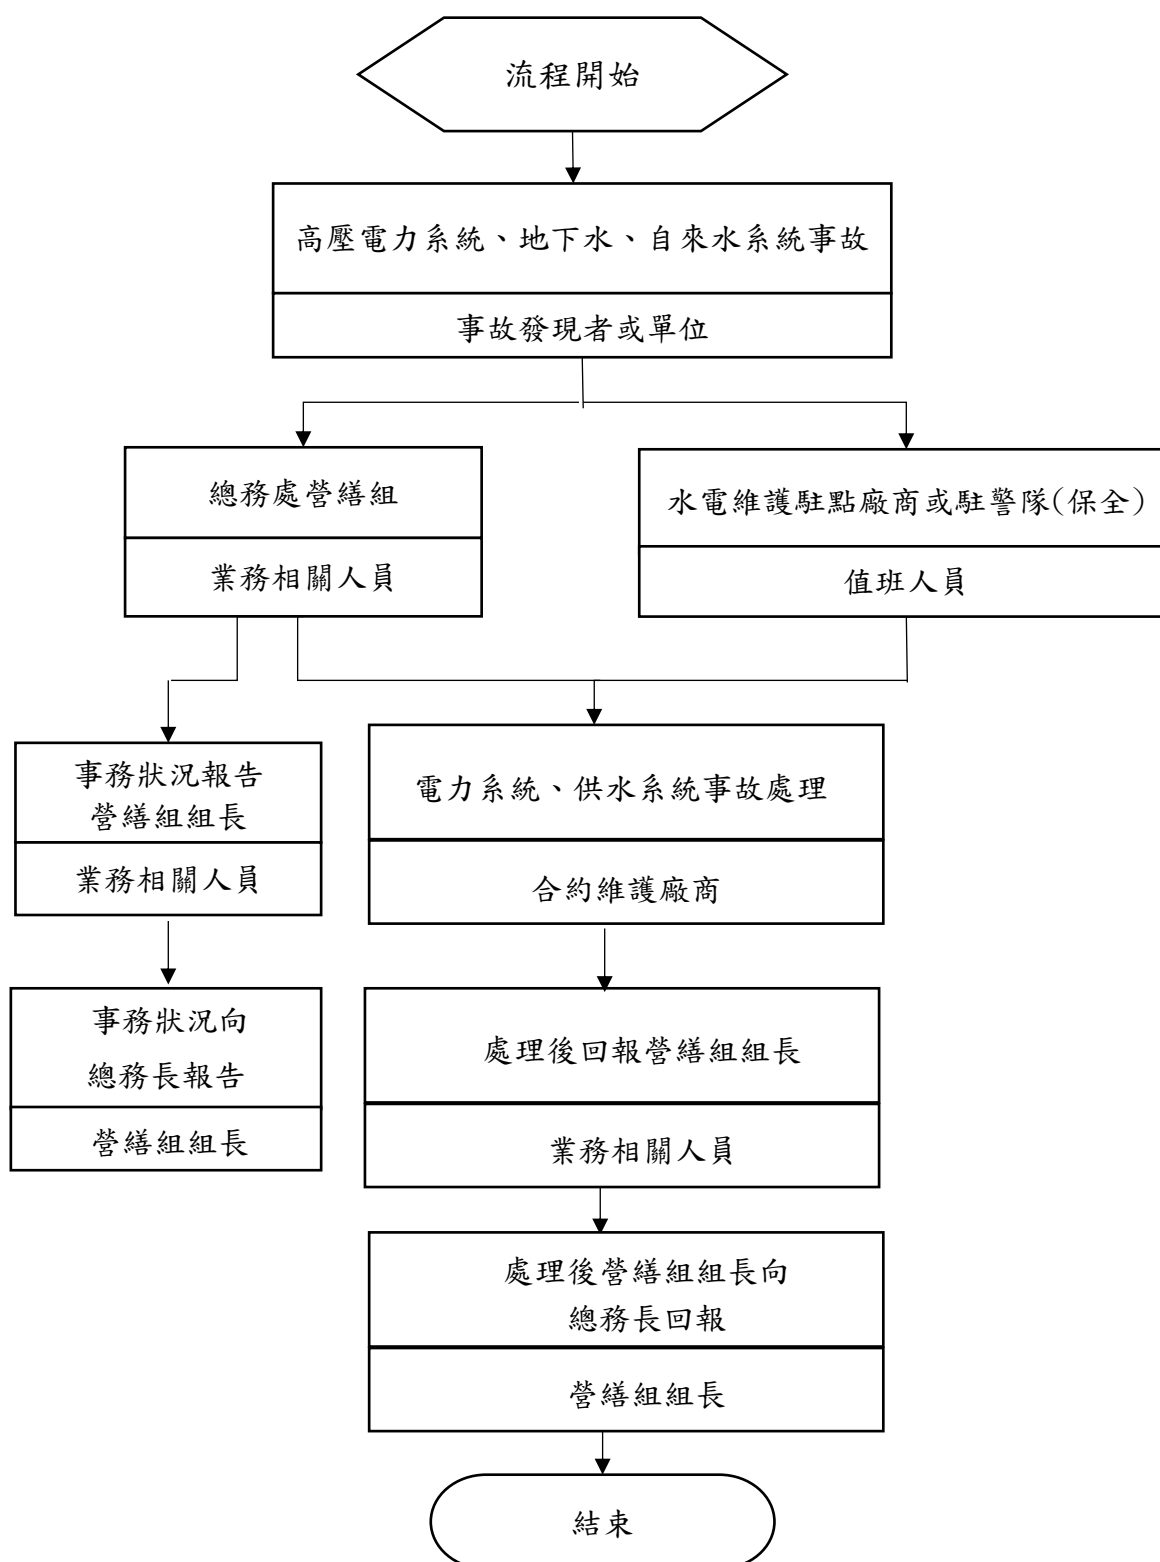 流程開始
高壓電力系統、地下水、自來水系統事故
事故發現者或單位
總務處營繕組
業務相關人員
水電維護駐點廠商或駐警隊(保全)
值班人員
事務狀況報告
營繕組組長
業務相關人員
電力系統、供水系統事故處理
合約維護廠商
事務狀況向
總務長報告
營繕組組長
處理後回報營繕組組長
業務相關人員
處理後營繕組組長向
總務長回報
營繕組組長
結束